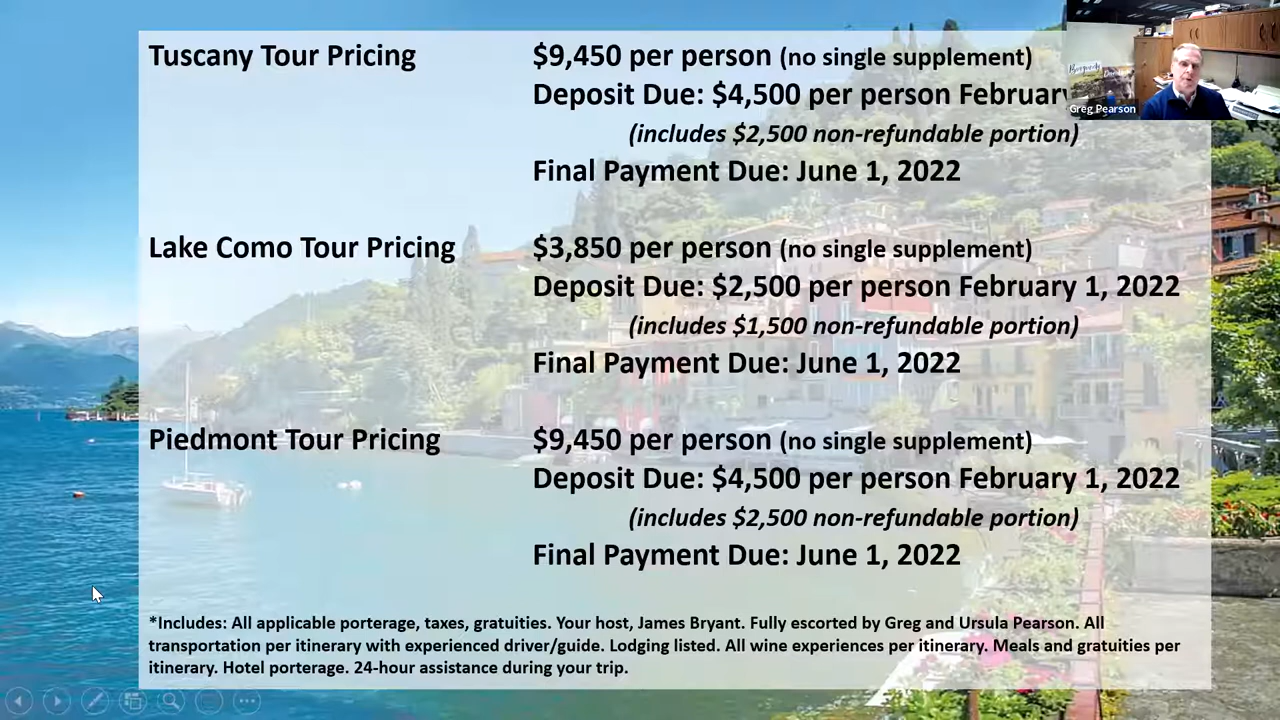 Tuscany Tour Pricing
$9,450 per person (no single supplement)
Deposit Due: $4,500 per person
(includes $2,500 non-refundable portion)
Final Payment Due: June 1, 2022
Lake Como Tour Pricing
$3,850 per person (no single supplement)
Deposit Due: $2,500 per person February 1, 2022
(includes $1,500 non-refundable portion)
Final Payment Due: June 1, 2022
Piedmont Tour Pricing
$9,450 per person (no single supplement)
Deposit Due: $4,500 per person February 1, 2022
(includes $2,500 non-refundable portion)
Final Payment Due: June 1, 2022
*Includes: All applicable porterage, taxes, gratuities. Your host, James Bryant. Fully escorted by Greg and Ursula Pearson. All
transportation per itinerary with experienced driver/guide. Lodging listed. All wine experiences per itinerary. Meals and gratuities per
itinerary. Hotel porterage. 24-hour assistance during your trip.
Greg Pearson